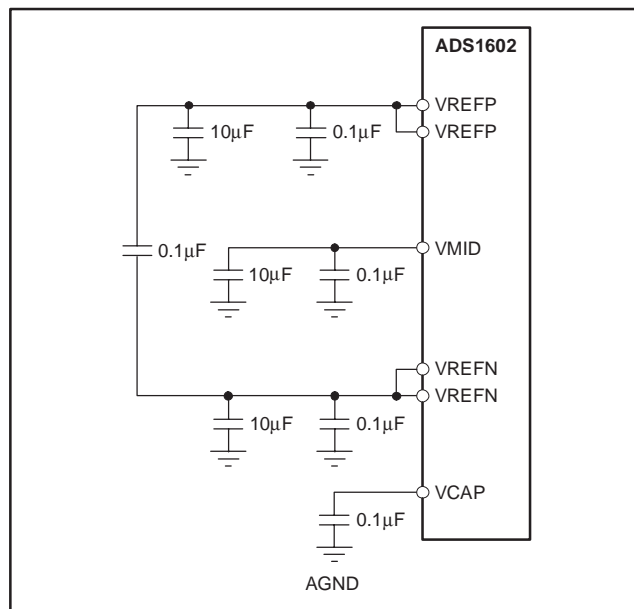 ADS1602
VREFP
10μF 0.1μF VREFP
0.1μF VMID
10μF 0.1μF
VREFN
VREFN
10μF 0.1μF
VCAP
0.1μF
AGND